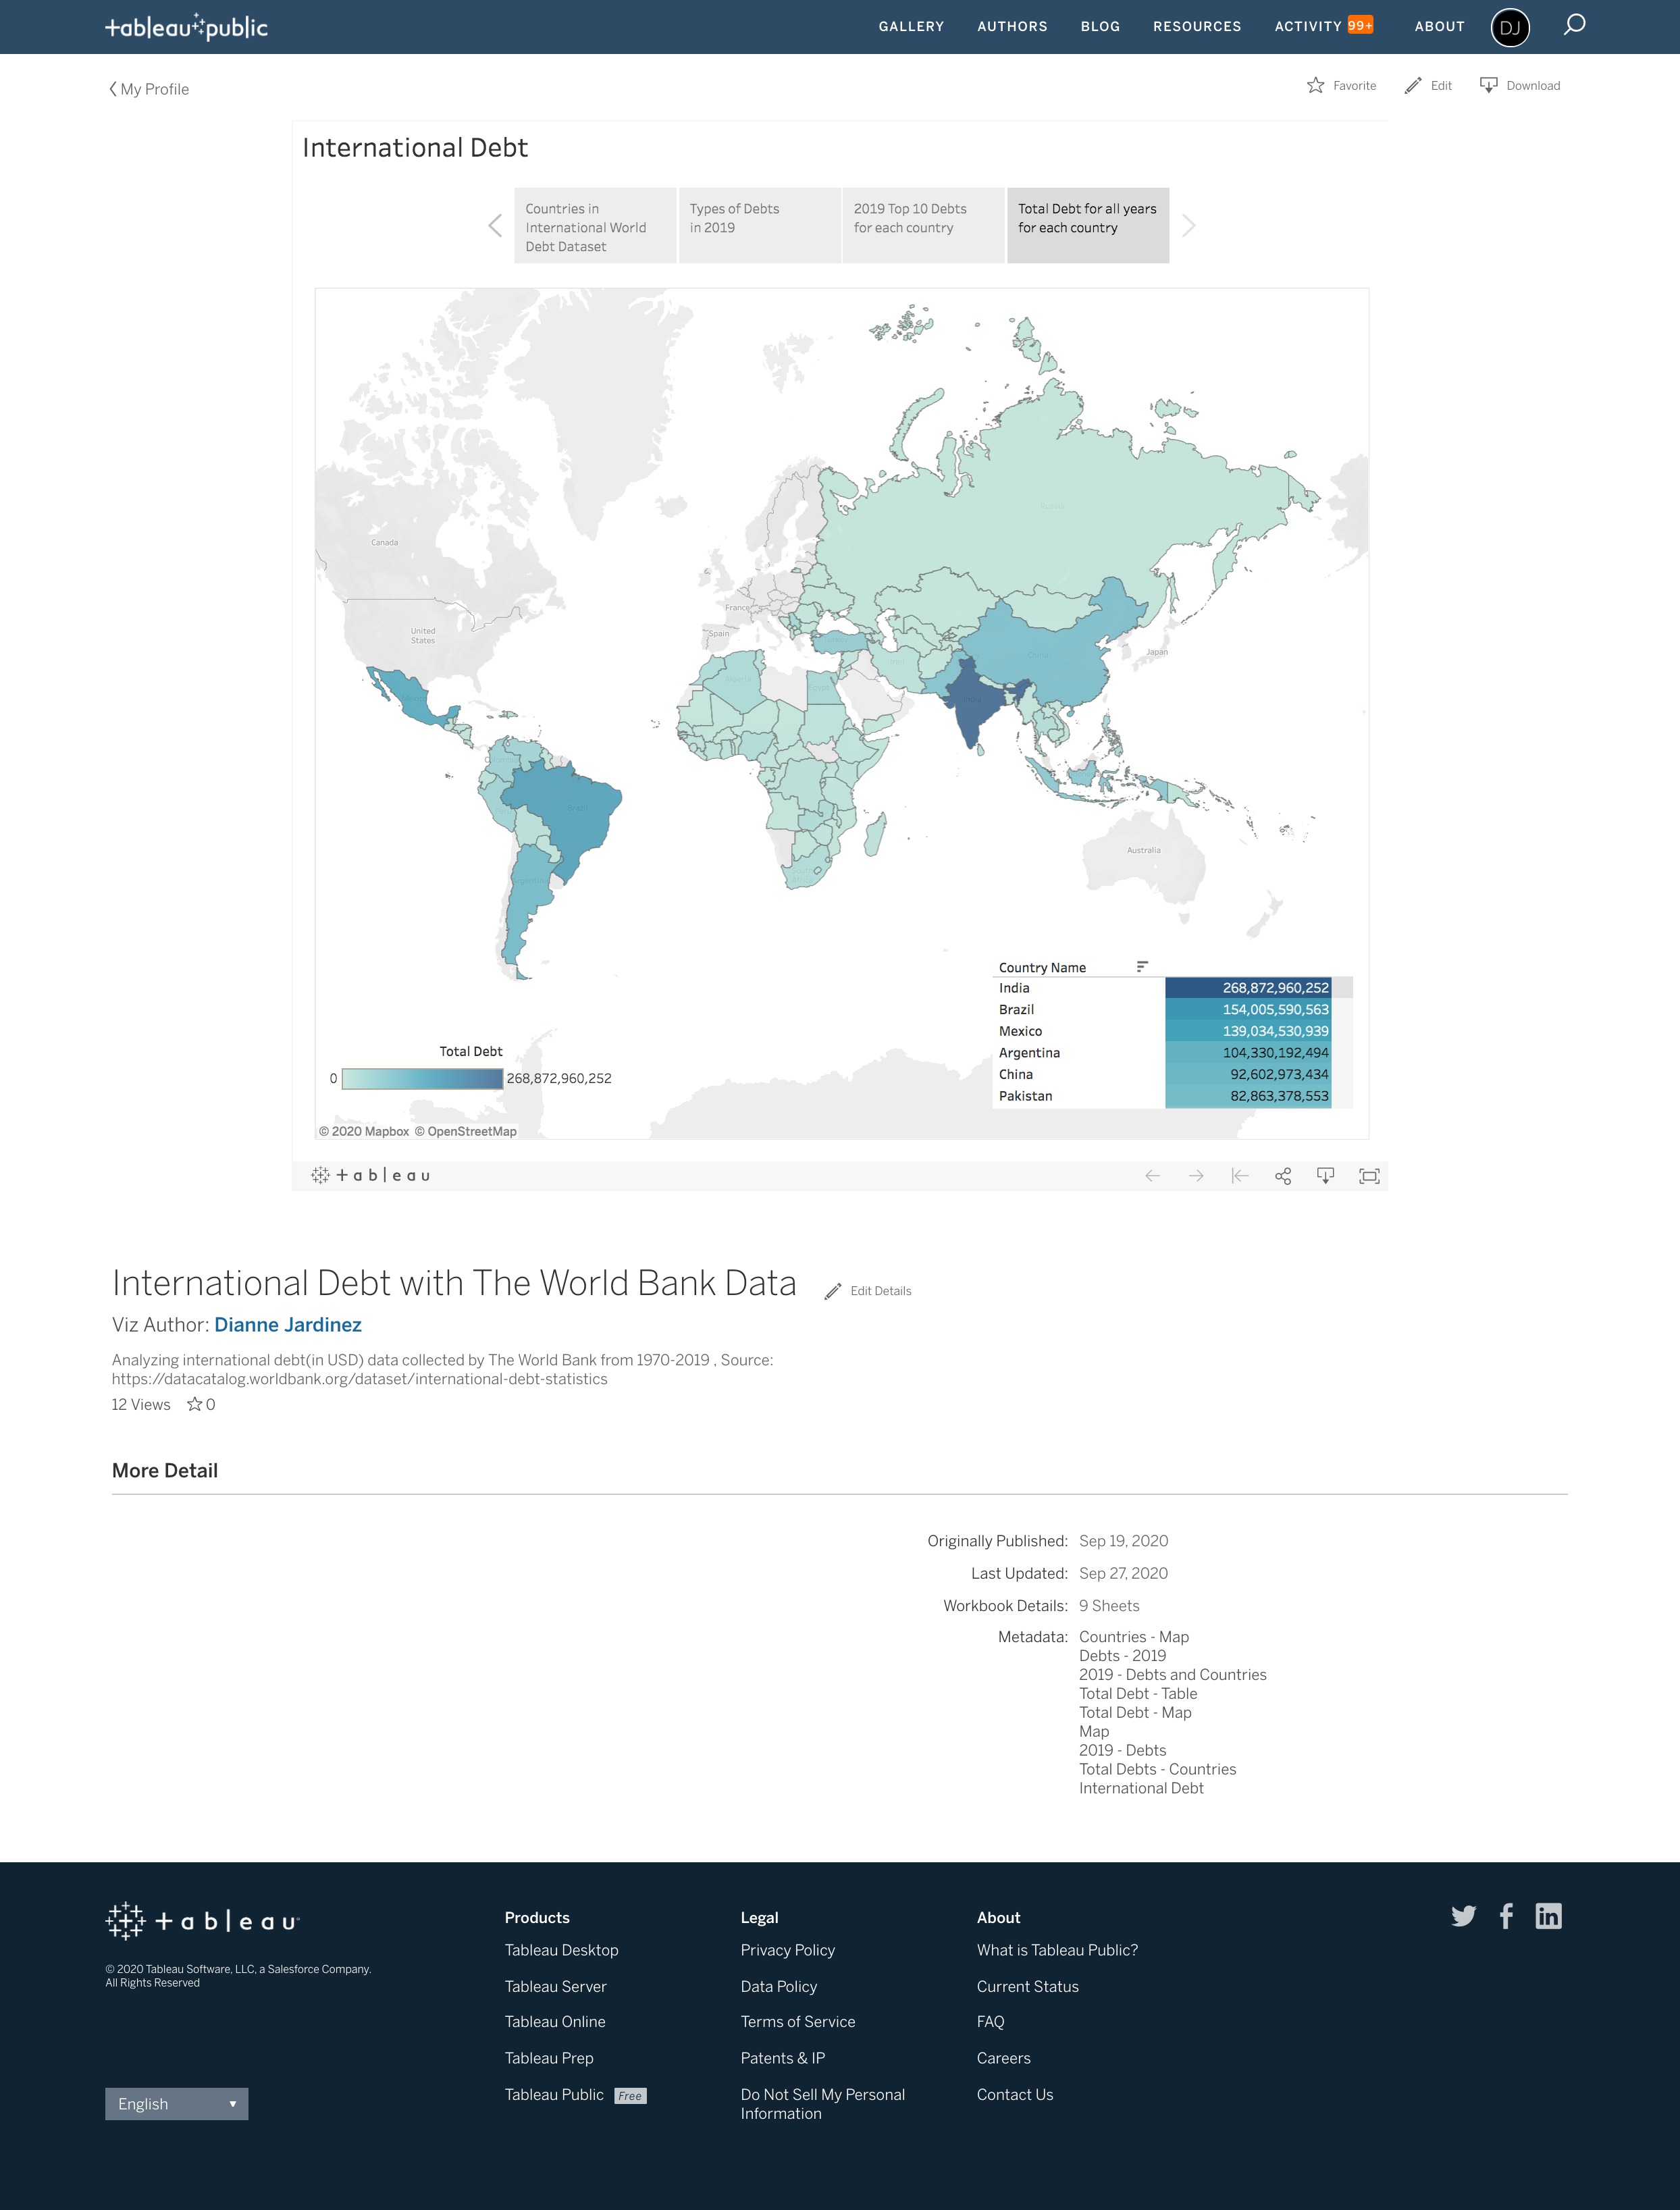 tableau public
GALLERY
AUTHORS
BLOG
RESOURCES
ACTIVITY 99+
ABOUT
DJ
My Profile
Favorite
Edit
Download
International Debt
Countries in
International World
Debt Dataset
Types of Debts
in 2019
2019 Top 10 Debts
for each country
Total Debt for all years
for each country
Russia
Canada
France
United
States
Spain
China
Japan
Iran
Algeria
Egypt
India
Brazil
Australia
Argentina
Country Name
India 268,872,960,252
Brazil 154,005,590,563
Mexico 139,034,530,939
Argentina 104,330,192,494
China 92,602,973,434
Pakistan 82,863,378,553
Total Debt
0 268,872,960,252
© 2020 Mapbox © OpenStreetMap
tableau
International Debt with The World Bank Data
Edit Details
Viz Author: Dianne Jardinez
Analyzing international debt(in USD) data collected by The World Bank from 1970-2019 , Source:
https://datacatalog.worldbank.org/dataset/international-debt-statistics
12 Views 0
More Detail
Originally Published: Sep 19, 2020
Last Updated: Sep 27, 2020
Workbook Details: 9 Sheets
Metadata: Countries - Map
Debts - 2019
2019 - Debts and Countries
Total Debt - Table
Total Debt - Map
Map
2019 - Debts
Total Debts - Countries
International Debt
tableau
© 2020 Tableau Software, LLC, a Salesforce Company.
All Rights Reserved
English
Products
Tableau Desktop
Tableau Server
Tableau Online
Tableau Prep
Tableau Public Free
Legal
Privacy Policy
Data Policy
Terms of Service
Patents & IP
Do Not Sell My Personal
Information
About
What is Tableau Public?
Current Status
FAQ
Careers
Contact Us